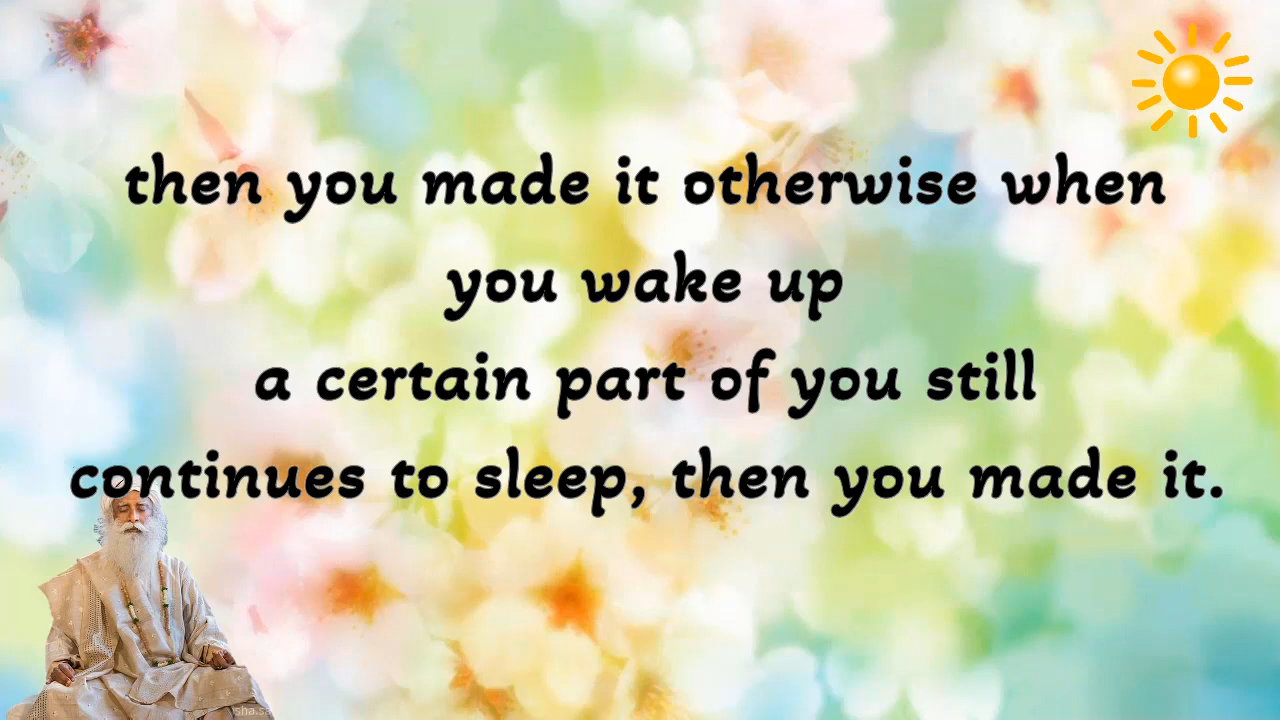 then you made it otherwise when
you wake up
a certain part of you still
continues to sleep, then you made it.